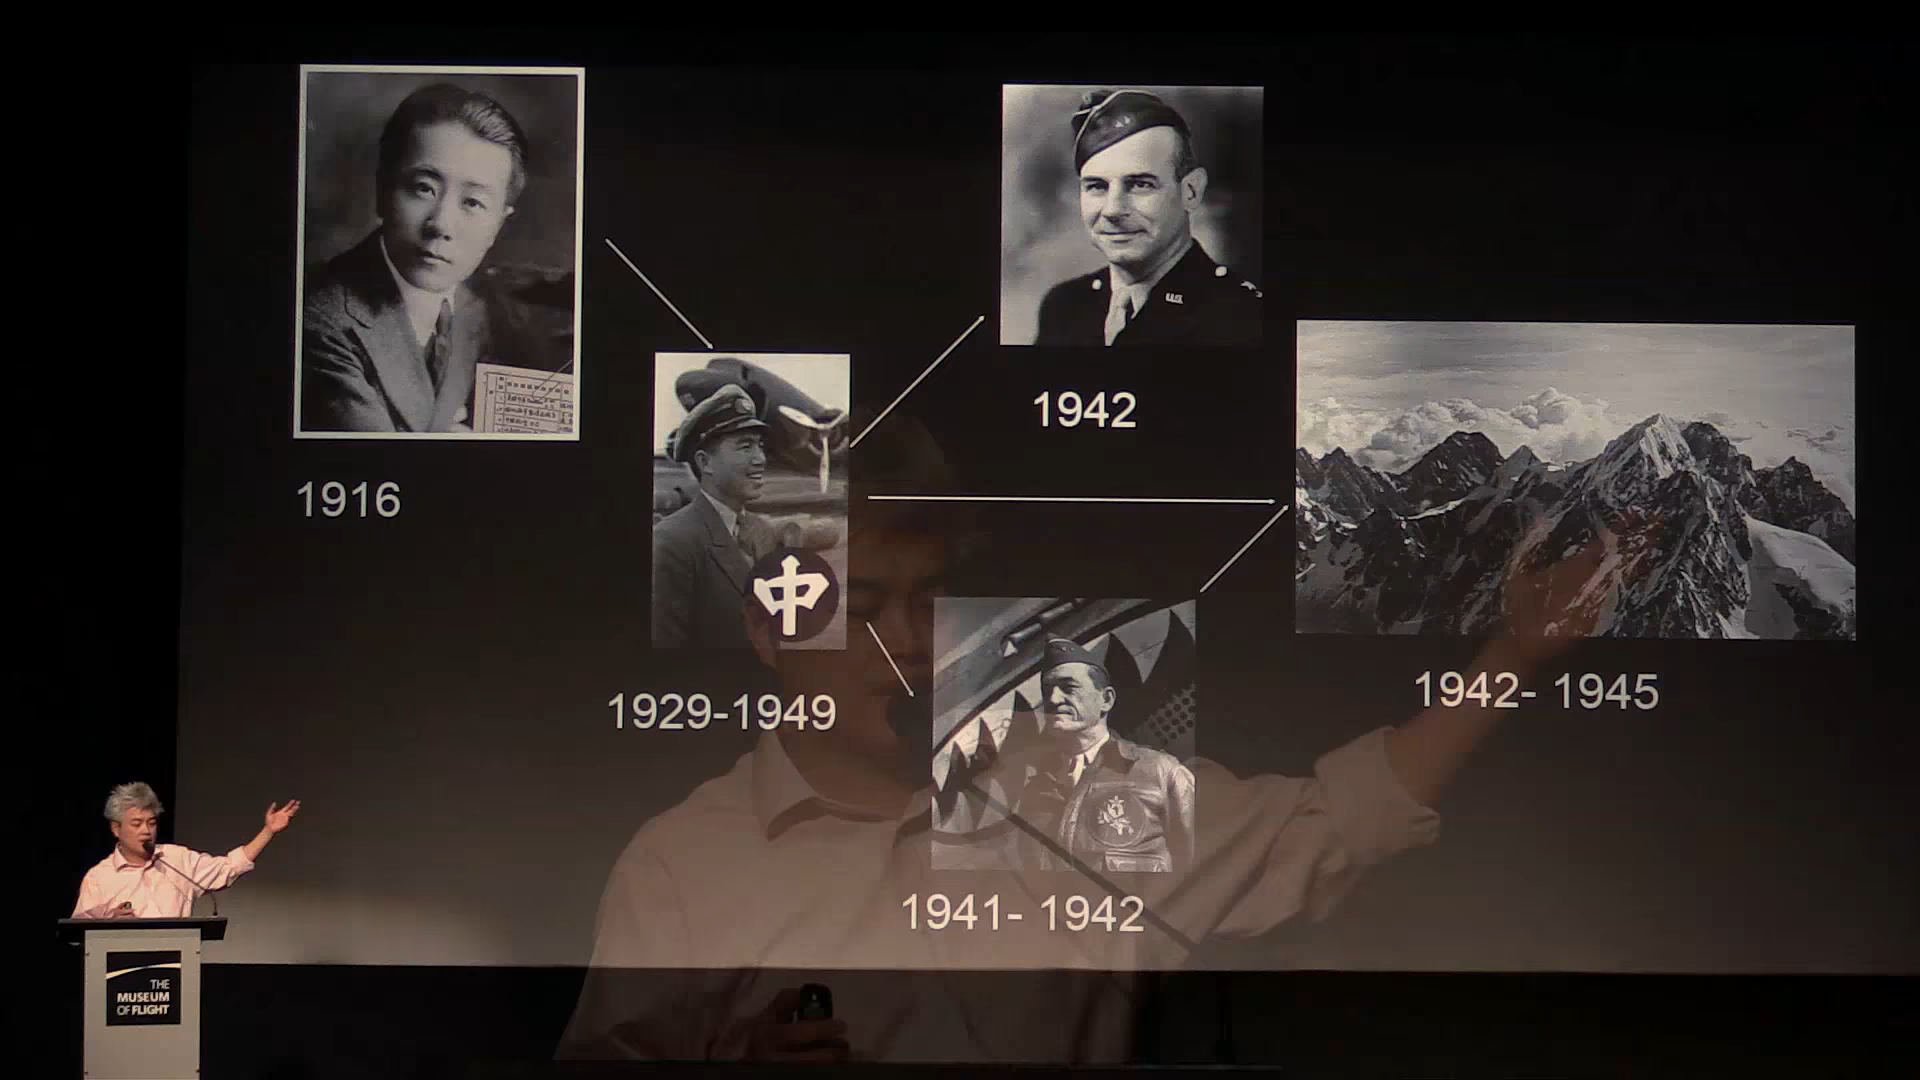 1916
1942
中
1929-1949
1942- 1945
1941- 1942
THE
MUSEUM
OF FLIGHT